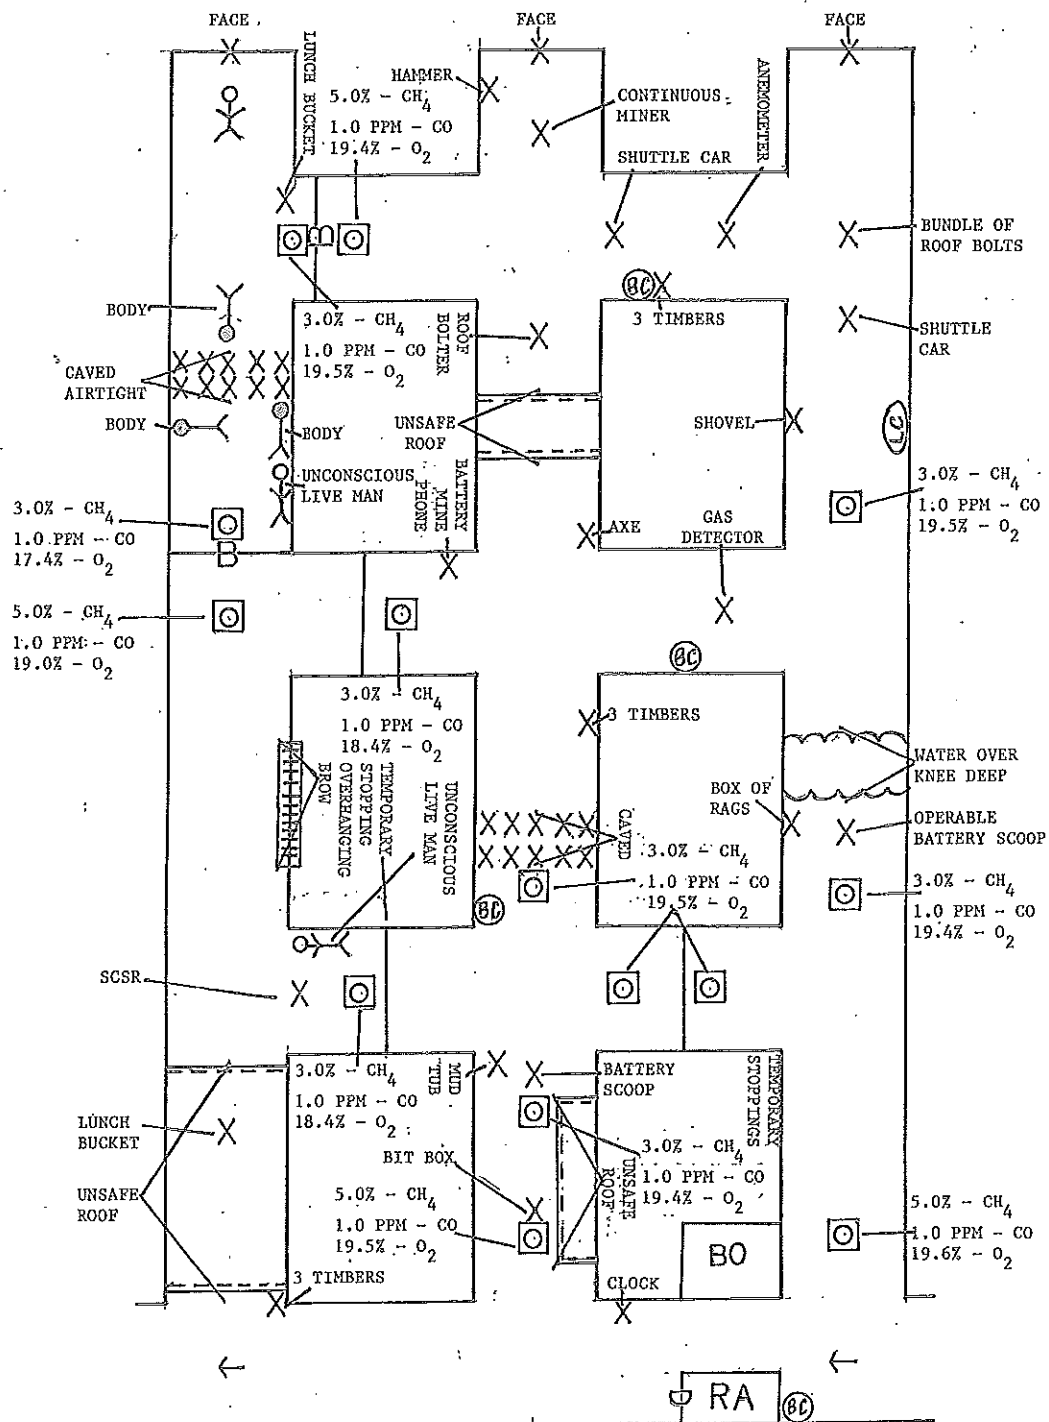 FACE
FACE
FACE
LUNCH BUCKET
HAMMER
5.0% - CH4
1.0 PPM - CO
19.4% - O2
CONTINUOUS
MINER
SHUTTLE CAR
ANEMOMETER
BUNDLE OF
ROOF BOLTS
B
BC
3 TIMBERS
BODY
3.0% - CH4
1.0 PPM - CO
19.5% - O2
ROOF
BOLTER
SHUTTLE
CAR
CAVED
AIRTIGHT
BODY
BODY
UNSAFE
ROOF
SHOVEL
LC
UNCONSCIOUS
LIVE MAN
BATTERY
MINE
PHONE
3.0% - CH4
1.0 PPM - CO
19.5% - O2
3.0% - CH4
1.0 PPM - CO
17.4% - O2
B
AXE
GAS
DETECTOR
5.0% - CH4
1.0 PPM - CO
19.0% - O2
BC
3.0% - CH4
1.0 PPM - CO
18.4% - O2
3 TIMBERS
WATER OVER
KNEE DEEP
UNCONSCIOUS
LIVE MAN
TEMPORARY
STOPPING
OVERHANGING
BROW
CAVED
BOX OF
RAGS
OPERABLE
BATTERY SCOOP
3.0% - CH4
1.0 PPM - CO
19.5% - O2
3.0% - CH4
1.0 PPM - CO
19.4% - O2
BC
SCSR
3.0% - CH4
1.0 PPM - CO
18.4% - O2
MUD
TUB
BATTERY
SCOOP
TEMPORARY
STOPPINGS
LUNCH
BUCKET
BIT BOX
3.0% - CH4
1.0 PPM - CO
19.4% - O2
UNSAFE
ROOF
UNSAFE
ROOF
5.0% - CH4
1.0 PPM - CO
19.5% - O2
BO
5.0% - CH4
1.0 PPM - CO
19.6% - O2
3 TIMBERS
CLOCK
D
RA
BC